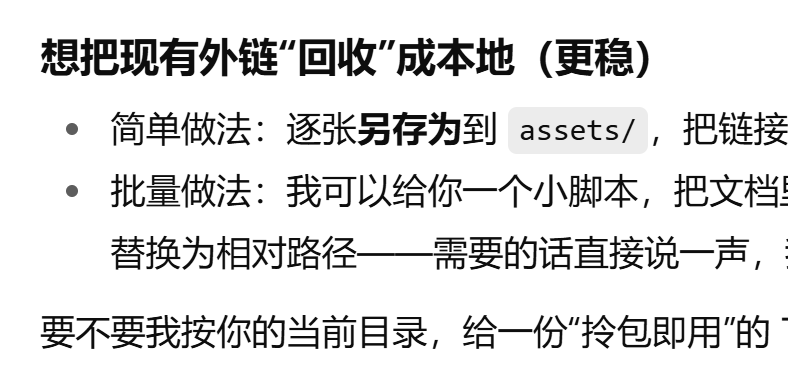 想把现有外链“回收”成本地（更稳）
简单做法：逐张另存为到 assets/，把链接
批量做法：我可以给你一个小脚本，把文档
替换为相对路径——需要的话直接说一声，
要不要我按你的当前目录，给一份“拎包即用”的